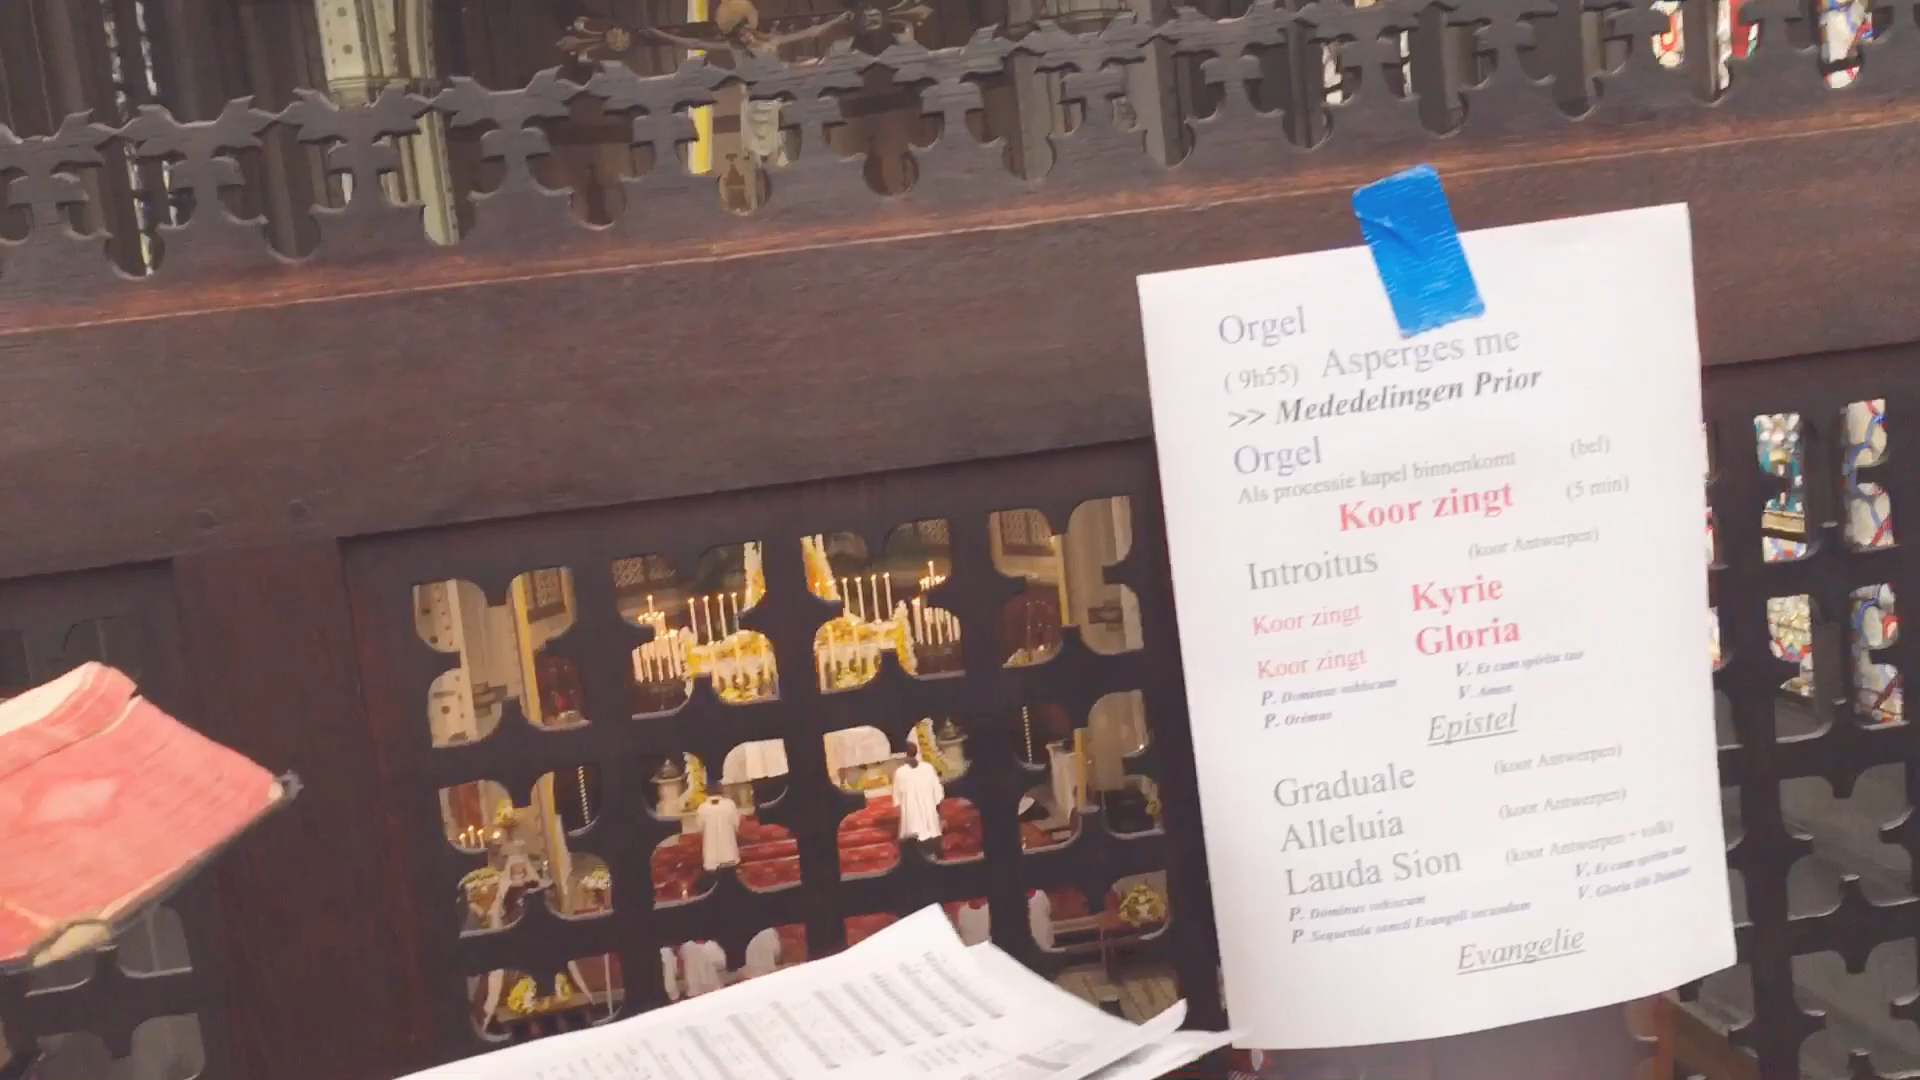 Orgel
( 9h55) Asperges me
>> Mededelingen Prior
Orgel
Als processie kapel binnenkomt (bel)
Koor zingt (5 min)
Introitus (koor Antwerpen)
Koor zingt Kyrie
Koor zingt Gloria
P. Dominus vobiscum V. Et cum spiritu tuo
P. Orémus V. Amen
Epistel
Graduale (koor Antwerpen)
Alleluia (koor Antwerpen)
Lauda Sion (koor Antwerpen + volk)
P. Dominus vobiscum V. Et cum spiritu tuo
P Sequentia sancti Evangeli secundum V. Gloria tibi Domine
Evangelie